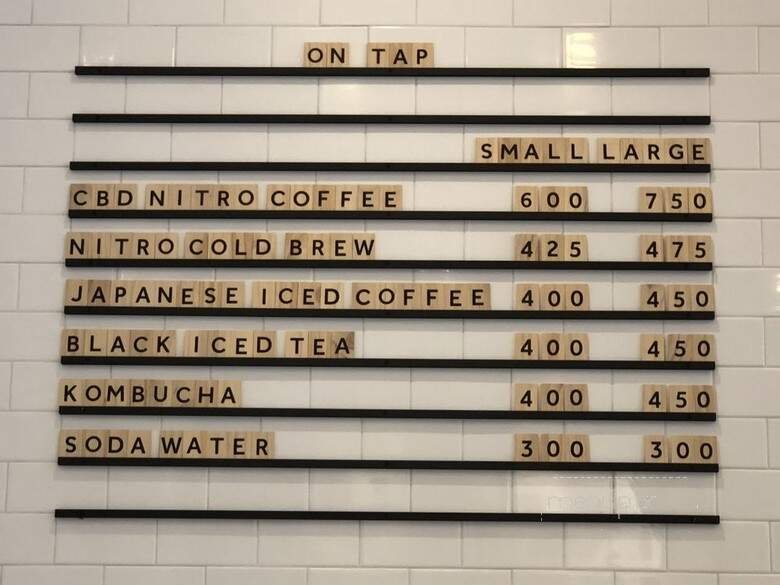 ON TAP
SMALL LARGE
CBD NITRO COFFEE 600 750
NITRO COLD BREW 425 475
JAPANESE ICED COFFEE 400 450
BLACK ICED TEA 400 450
KOMBUCHA 400 450
SODA WATER 300 300